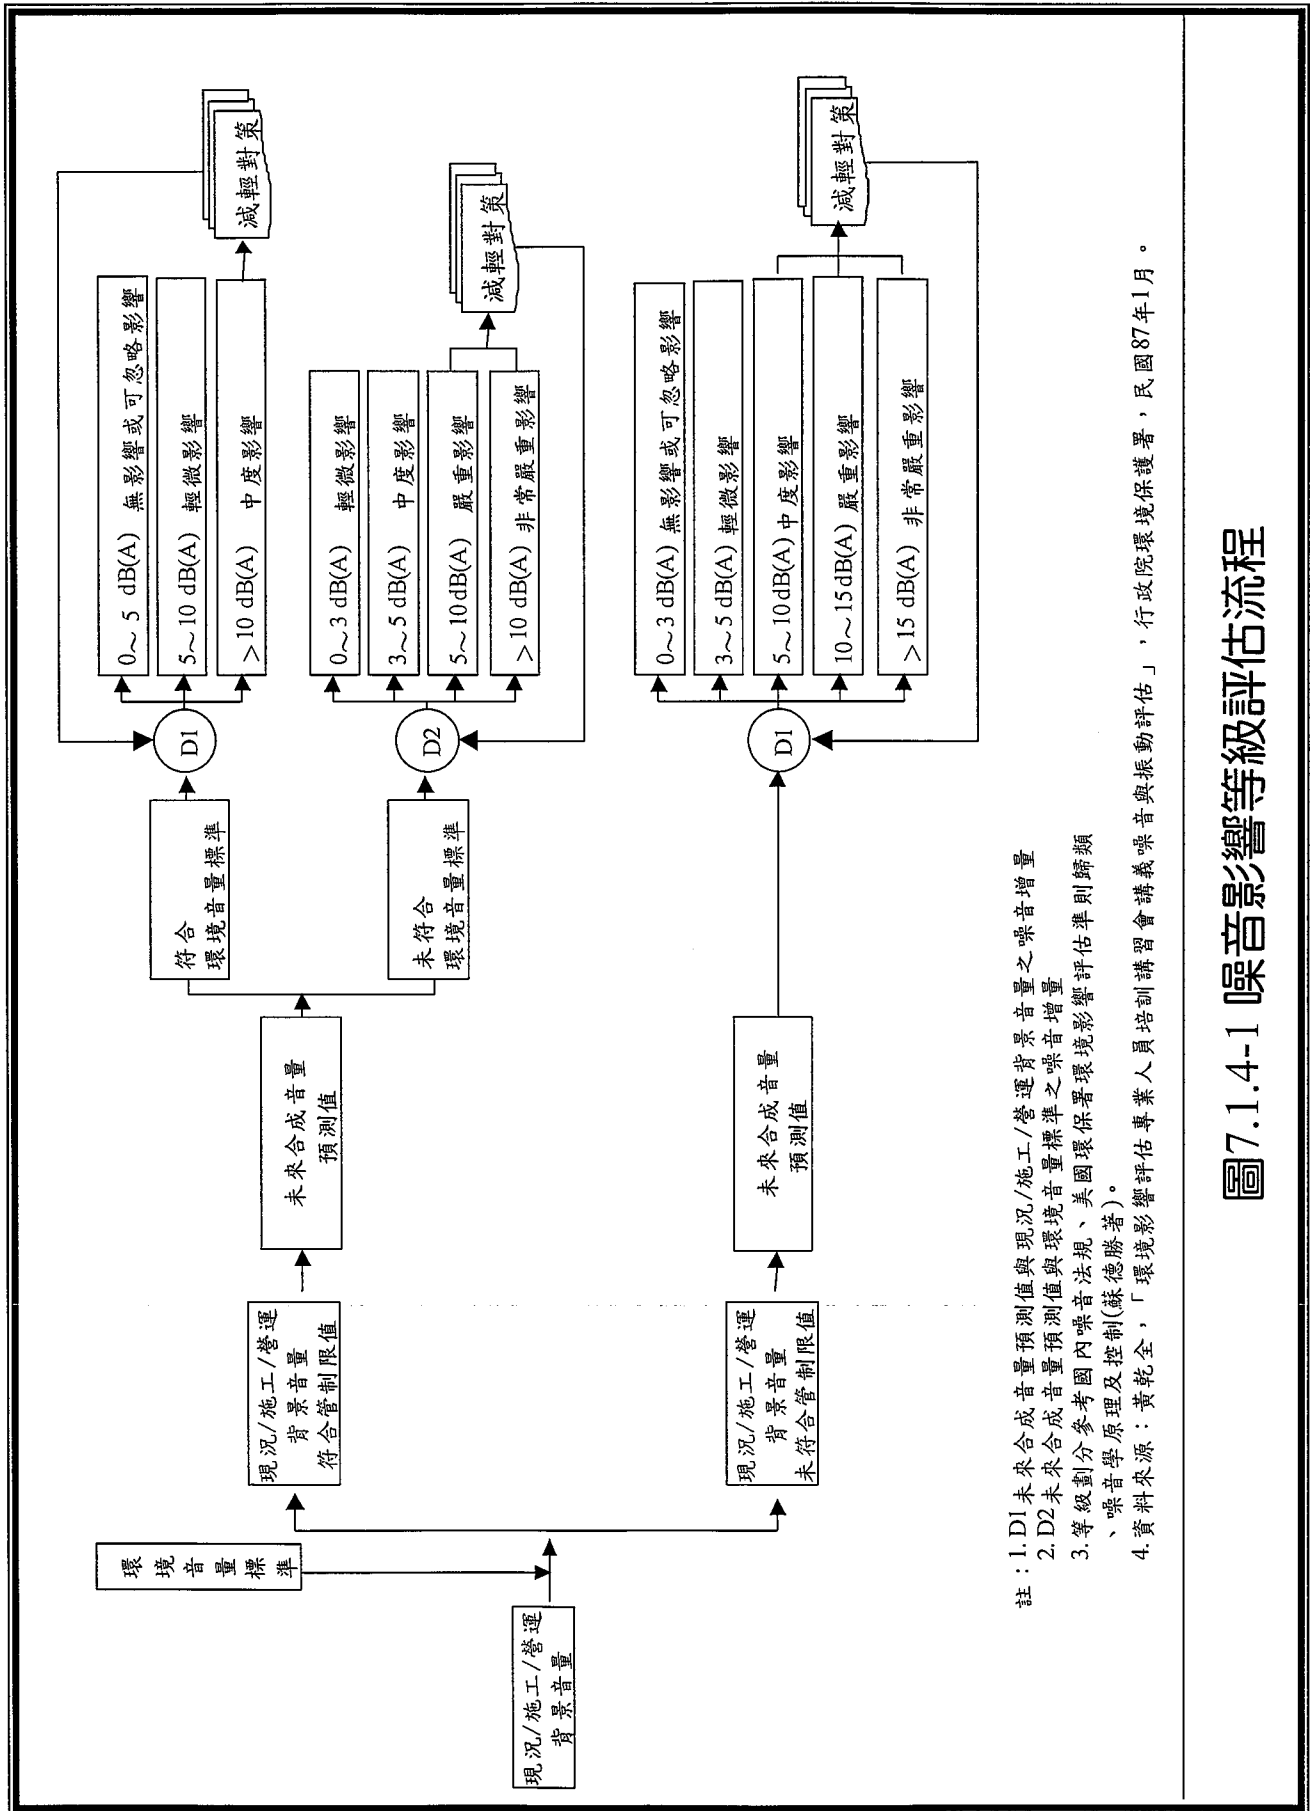 現況/施工/營運
背景音量
環境音量標準
現況/施工/營運
背景音量
符合管制限值
未來合成音量
預測值
符合
環境音量標準
D1
0～5 dB(A) 無影響或可忽略影響
5～10 dB(A) 輕微影響
>10 dB(A) 中度影響
減輕對策
未符合
環境音量標準
D2
0～3 dB(A) 輕微影響
3～5 dB(A) 中度影響
5～10 dB(A) 嚴重影響
>10 dB(A) 非常嚴重影響
減輕對策
現況/施工/營運
背景音量
未符合管制限值
未來合成音量
預測值
D1
0～3 dB(A) 無影響或可忽略影響
3～5 dB(A) 輕微影響
5～10 dB(A) 中度影響
10～15dB(A) 嚴重影響
>15 dB(A) 非常嚴重影響
減輕對策
註：1. D1未來合成音量預測值與現況/施工/營運背景音量之噪音增量
2. D2未來合成音量預測值與環境音量標準之噪音增量
3. 等級劃分參考國內噪音法規、美國環保署環境影響評估準則歸類
、噪音學原理及控制(蘇德勝著)。
4. 資料來源：黃乾全，「環境影響評估專業人員培訓講習會講義噪音與振動評估」，行政院環境保護署，民國87年1月。
圖7.1.4-1 噪音影響等級評估流程